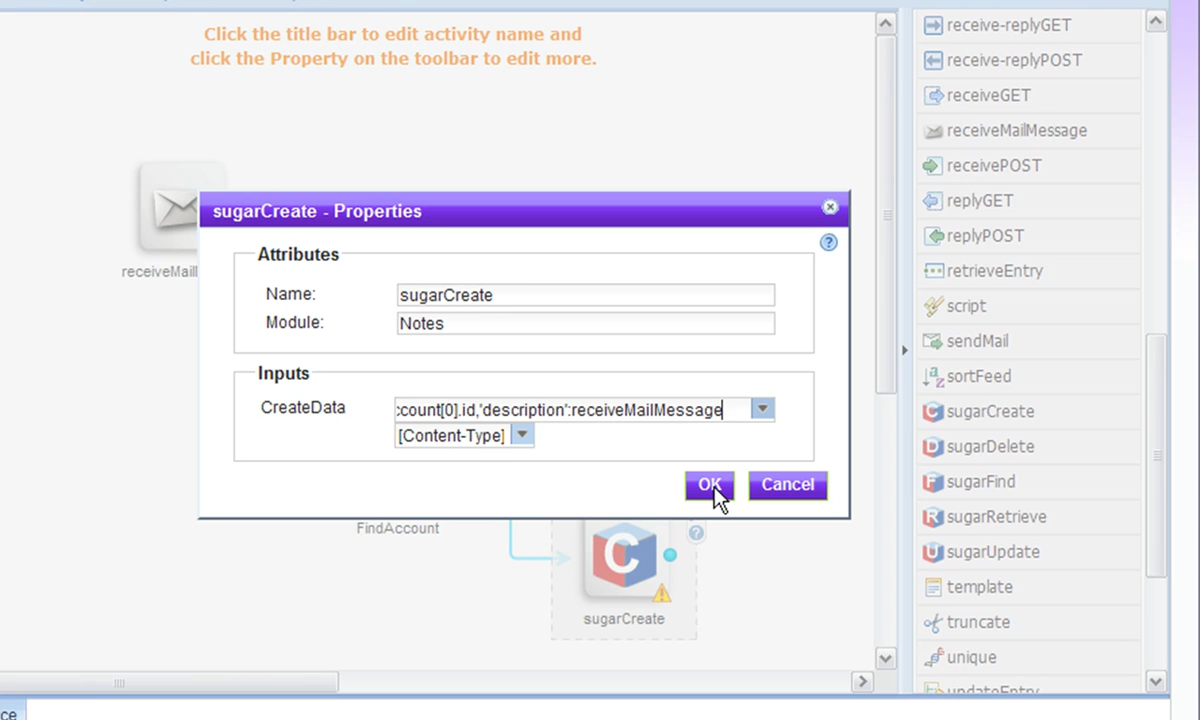 Click the title bar to edit activity name and
click the Property on the toolbar to edit more.
receiveMail
sugarCreate - Properties
Attributes
Name:
sugarCreate
Module:
Notes
Inputs
CreateData
:count[0].id,'description':receiveMailMessage
[Content-Type]
OK
Cancel
FindAccount
sugarCreate
receive-replyGET
receive-replyPOST
receiveGET
receiveMailMessage
receivePOST
replyGET
replyPOST
retrieveEntry
script
sendMail
sortFeed
sugarCreate
sugarDelete
sugarFind
sugarRetrieve
sugarUpdate
template
truncate
unique
updateEntry
ce